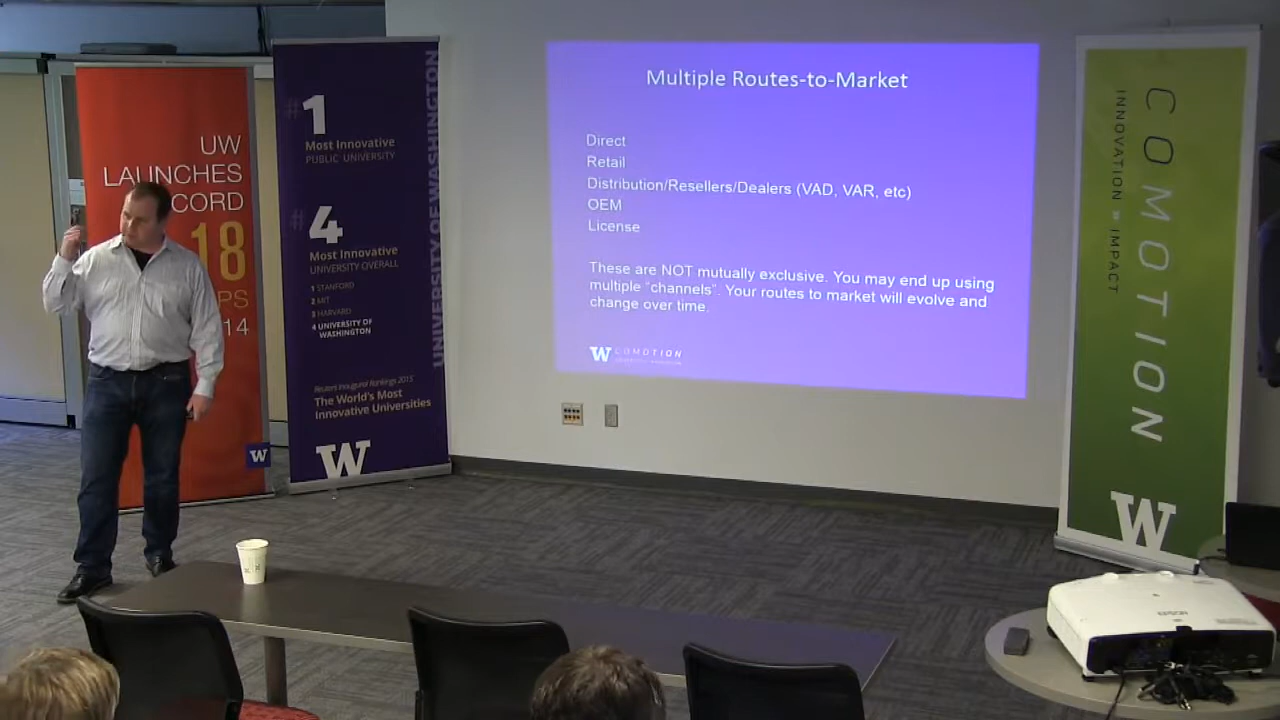 UW
LAUNCHES
CORD
18
PS
14
W
#1
Most Innovative
PUBLIC UNIVERSITY
#4
Most Innovative
UNIVERSITY OVERALL
1 STANFORD
2 MIT
3 HARVARD
4 UNIVERSITY OF
WASHINGTON
Reuters Inaugural Rankings 2015
The World's Most
Innovative Universities
W
UNIVERSITY OF WASHINGTON
Multiple Routes-to-Market
Direct
Retail
Distribution/Resellers/Dealers (VAD, VAR, etc)
OEM
License
These are NOT mutually exclusive. You may end up using
multiple "channels". Your routes to market will evolve and
change over time.
W COMOTION
COMOTION
INNOVATION » IMPACT
W
EPSON